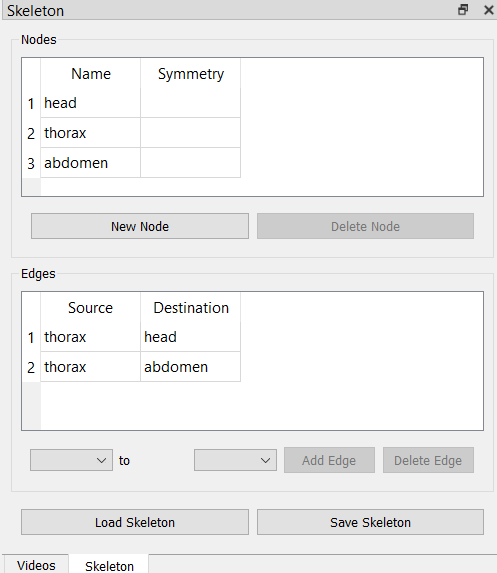 Skeleton
Nodes
Name Symmetry
1 head
2 thorax
3 abdomen
New Node Delete Node
Edges
Source Destination
1 thorax head
2 thorax abdomen
to Add Edge Delete Edge
Load Skeleton Save Skeleton
Videos Skeleton